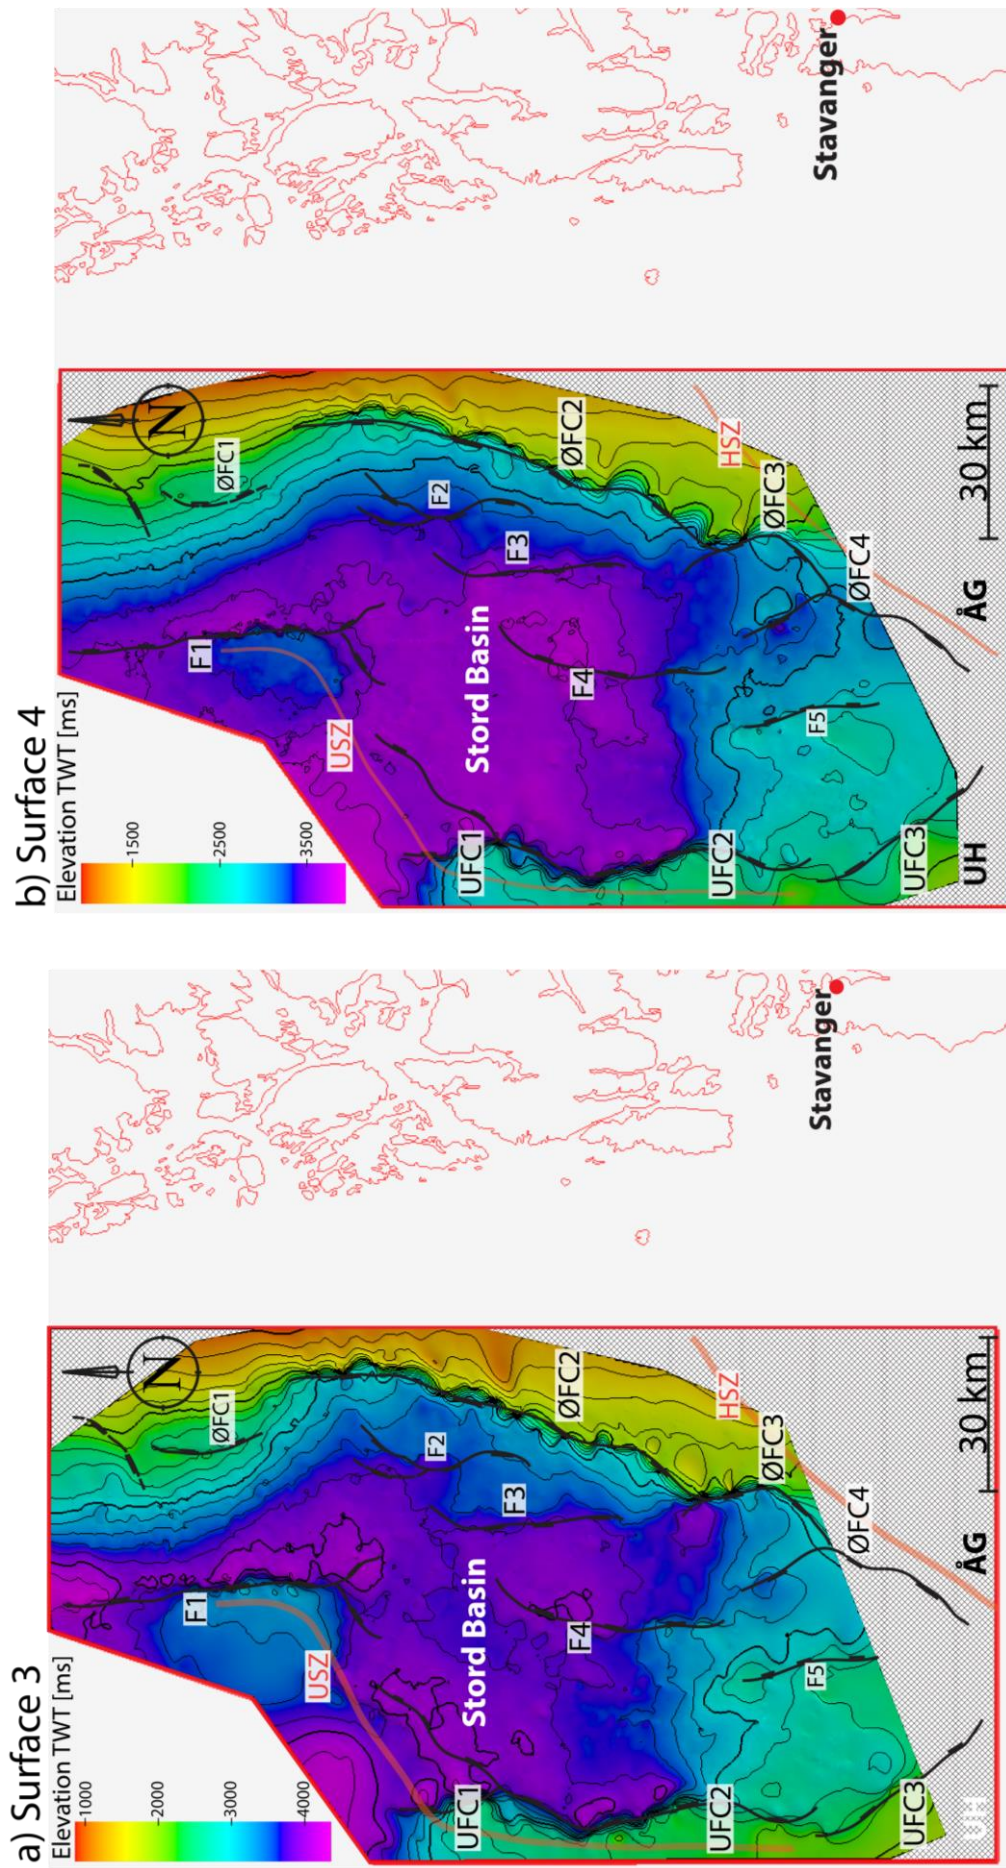 a) Surface 3
Elevation TWT [ms]
-1000
-2000
-3000
-4000
N
ØFC1
F1
USZ
F2
F3
UFC1
Stord Basin
F4
ØFC2
UFC2
HSZ
ØFC3
F5
ØFC4
UFC3
UH
ÅG
30 km
Stavanger
b) Surface 4
Elevation TWT [ms]
-1500
-2500
-3500
N
ØFC1
F1
USZ
F2
F3
UFC1
Stord Basin
F4
ØFC2
UFC2
HSZ
ØFC3
F5
ØFC4
UFC3
UH
ÅG
30 km
Stavanger